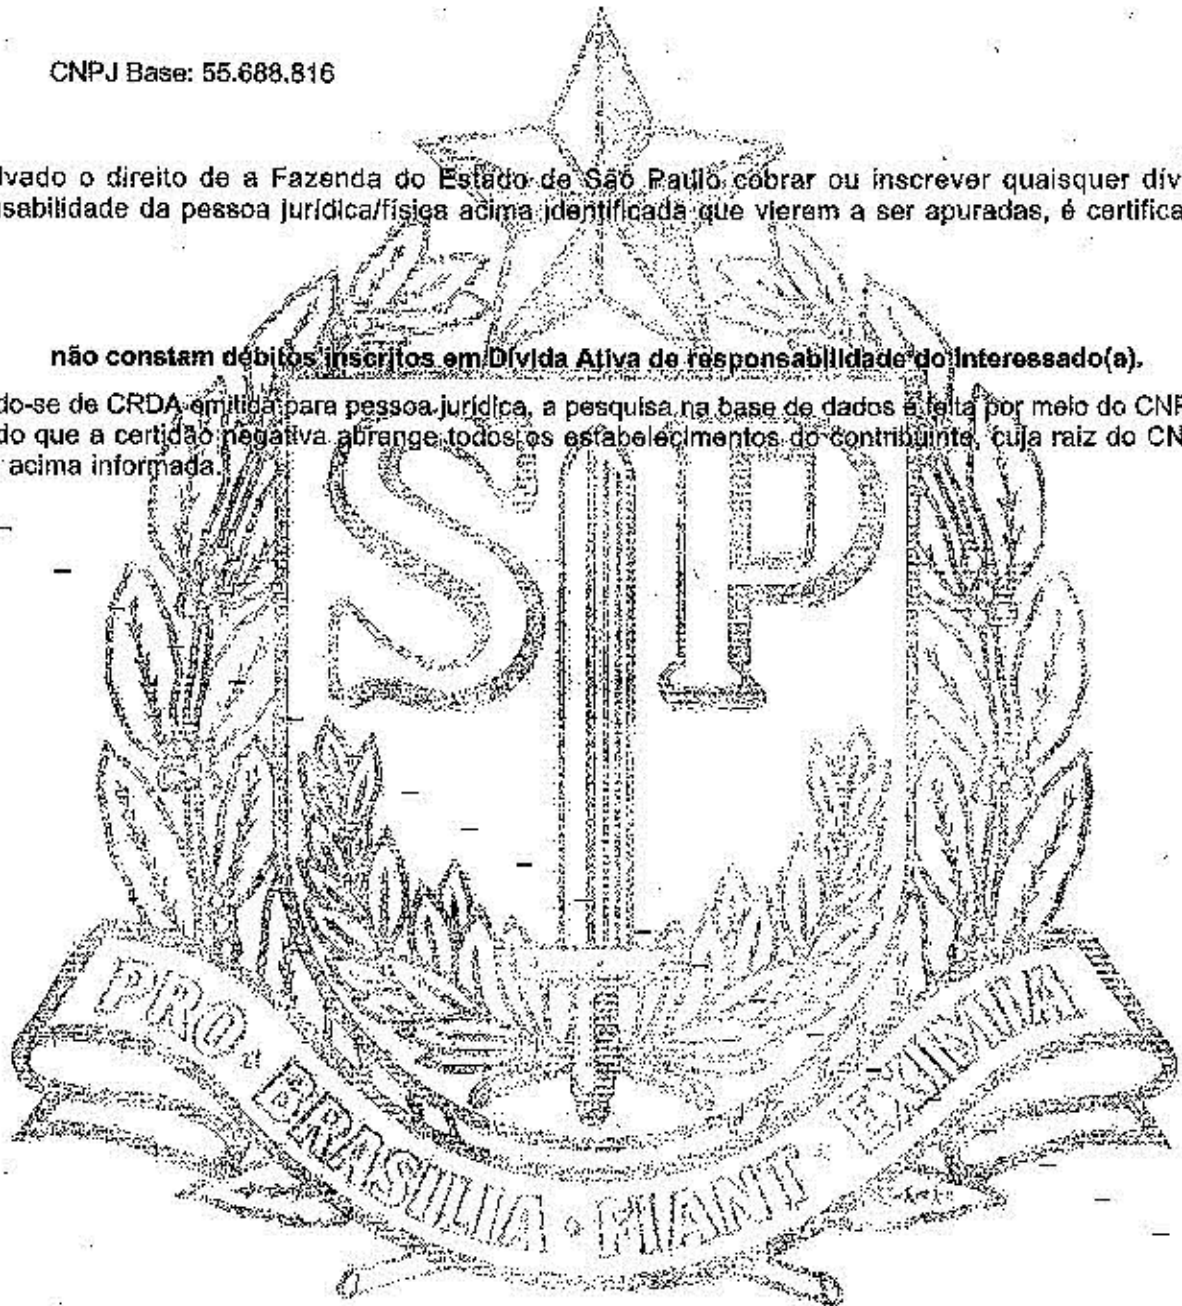 CNPJ Base: 55.688.816
lvado o direito de a Fazenda do Estado de São Paulo cobrar ou inscrever quaisquer dív
sabilidade da pessoa jurídica/física acima identificada que vierem a ser apuradas, é certifica
não constam débitos inscritos em Dívida Ativa de responsabilidade do Interessado(a).
do-se de CRDA emitida para pessoa jurídica, a pesquisa na base de dados é feita por meio do CNP
do que a certidão negativa abrange todos os estabelecimentos do contribuinte, cuja raiz do CN
acima informada.
SP
PRO · BRASILIA · FIANT · EXIMIA